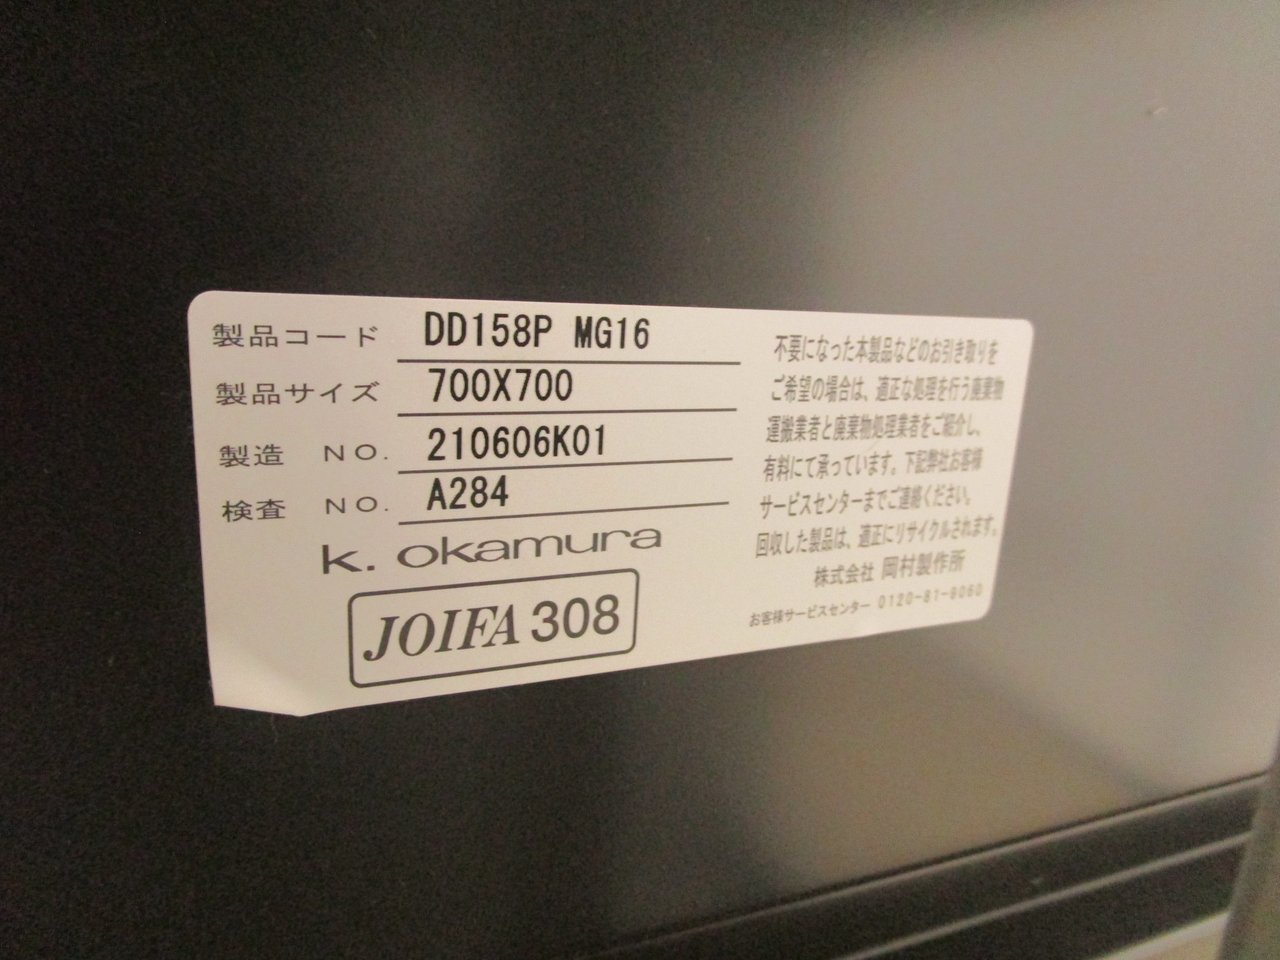 製品コード DD158P MG16
製品サイズ 700X700
製造 NO. 210606K01
検査 NO. A284
k. okamura
JOIFA 308
不要になった本製品などのお引き取りを
ご希望の場合は、適正な処理を行う廃棄物
運搬業者と廃棄物処理業者をご紹介し、
有料にて承っています。下記弊社お客様
サービスセンターまでご連絡ください。
回収した製品は、適正にリサイクルされます。
株式会社 岡村製作所
お客様サービスセンター 0120-81-9060